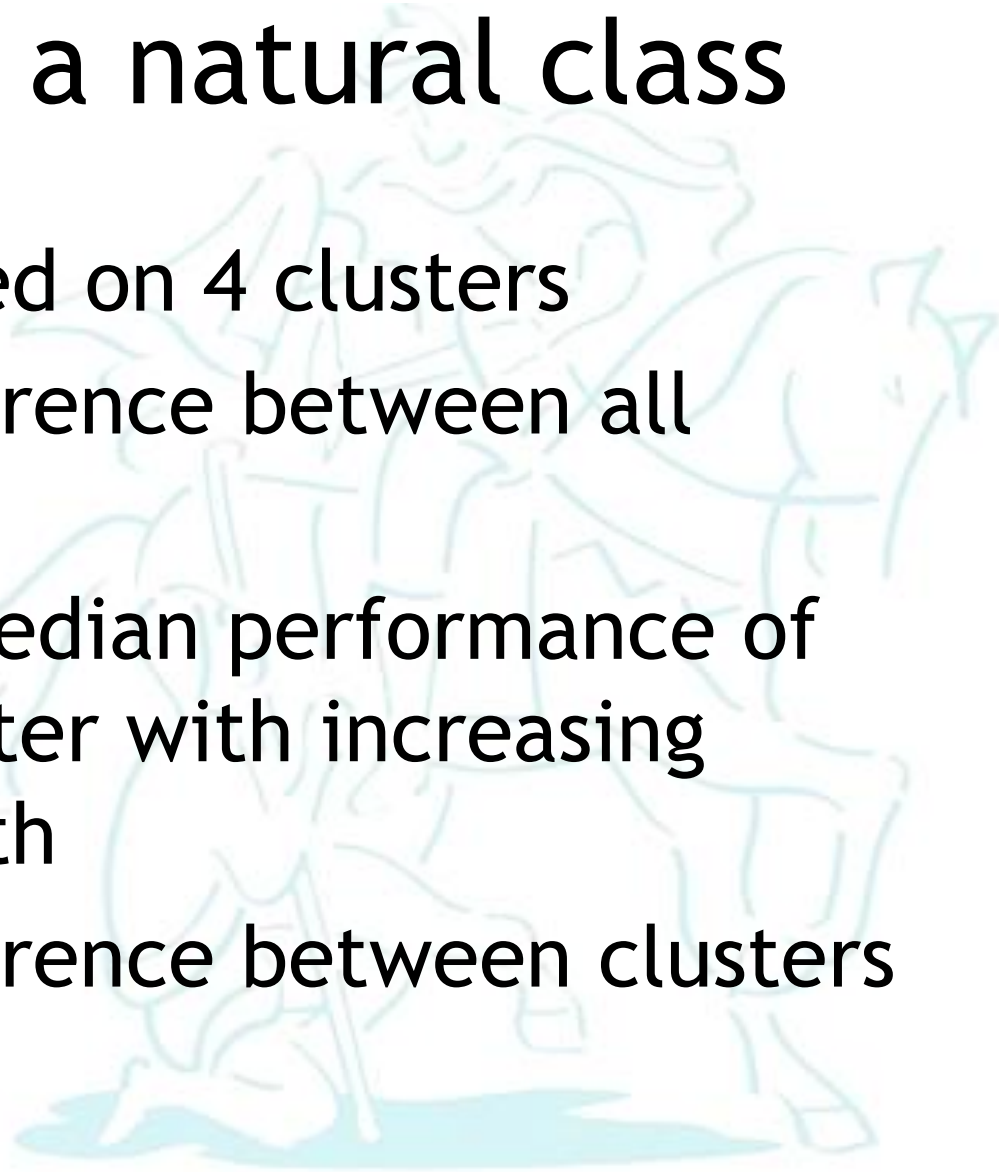 a natural class
ed on 4 clusters
rence between all
edian performance of
ter with increasing
th
rence between clusters